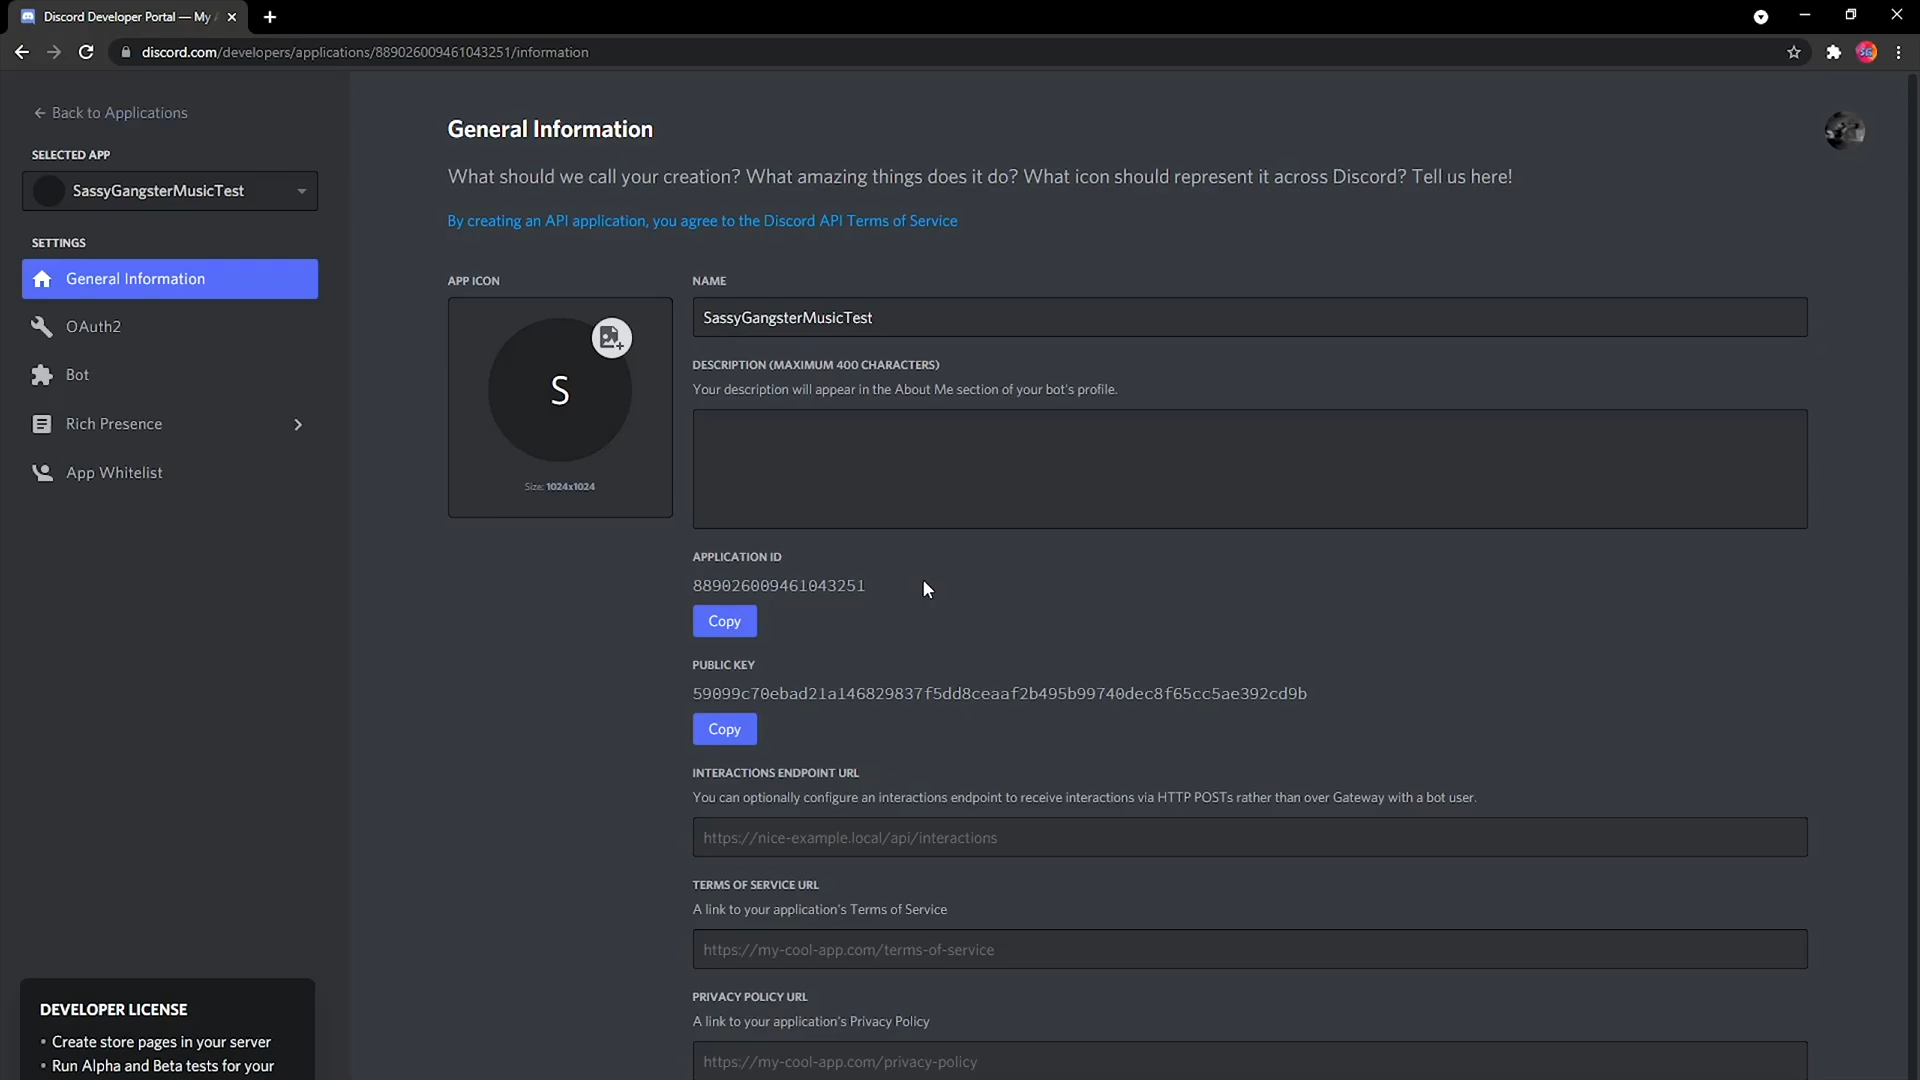 Discord Developer Portal — My
discord.com/developers/applications/889026009461043251/information
Back to Applications
SELECTED APP
SassyGangsterMusicTest
SETTINGS
General Information
OAuth2
Bot
Rich Presence
App Whitelist
DEVELOPER LICENSE
• Create store pages in your server
• Run Alpha and Beta tests for your
General Information
What should we call your creation? What amazing things does it do? What icon should represent it across Discord? Tell us here!
By creating an API application, you agree to the Discord API Terms of Service
APP ICON
S
Size: 1024x1024
NAME
SassyGangsterMusicTest
DESCRIPTION (MAXIMUM 400 CHARACTERS)
Your description will appear in the About Me section of your bot's profile.
APPLICATION ID
889026009461043251
Copy
PUBLIC KEY
59099c70ebad21a146829837f5dd8ceaaf2b495b99740dec8f65cc5ae392cd9b
Copy
INTERACTIONS ENDPOINT URL
You can optionally configure an interactions endpoint to receive interactions via HTTP POSTs rather than over Gateway with a bot user.
https://nice-example.local/api/interactions
TERMS OF SERVICE URL
A link to your application's Terms of Service
https://my-cool-app.com/terms-of-service
PRIVACY POLICY URL
A link to your application's Privacy Policy
https://my-cool-app.com/privacy-policy